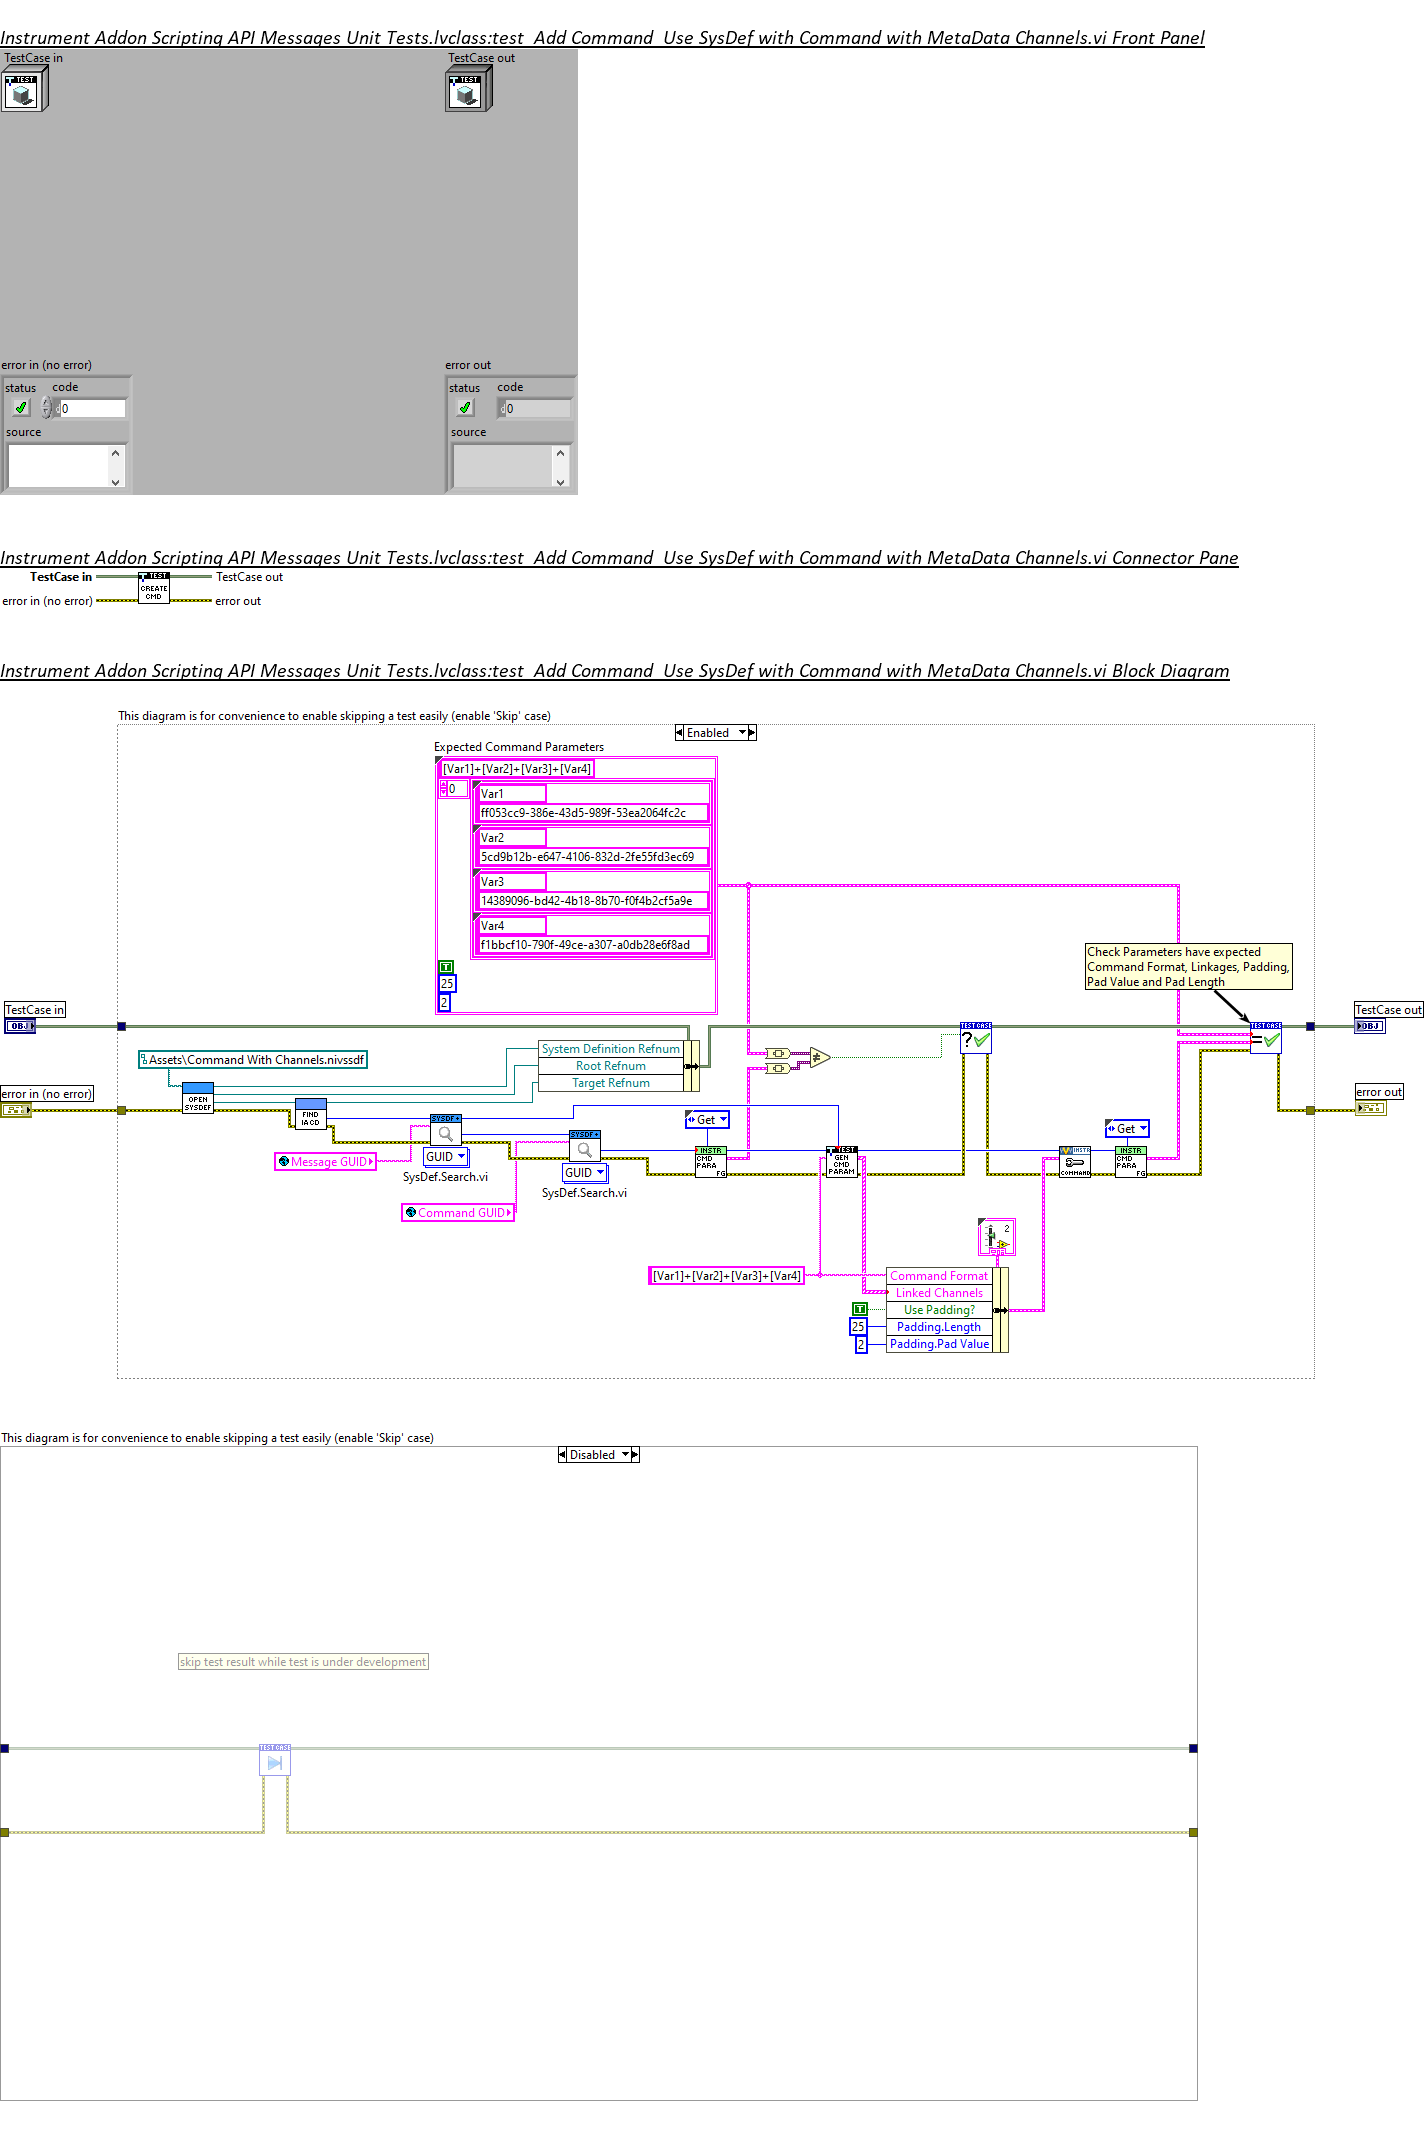 Instrument Addon Scripting API Messages Unit Tests.lvclass:test_Add Command_Use SysDef with Command with MetaData Channels.vi Front Panel
TestCase in
TestCase out
TEST
TEST
error in (no error)
error out
status code
status code
0
0
source
source
Instrument Addon Scripting API Messages Unit Tests.lvclass:test_Add Command_Use SysDef with Command with MetaData Channels.vi Connector Pane
TestCase in
TEST
CREATE
CMD
TestCase out
error in (no error)
error out
Instrument Addon Scripting API Messages Unit Tests.lvclass:test_Add Command_Use SysDef with Command with MetaData Channels.vi Block Diagram
This diagram is for convenience to enable skipping a test easily (enable 'Skip' case)
Enabled
Expected Command Parameters
[Var1]+[Var2]+[Var3]+[Var4]
0
Var1
ff053cc9-386e-43d5-989f-53ea2064fc2c
Var2
5cd9b12b-e647-4106-832d-2fe55fd3ec69
Var3
14389096-bd42-4b18-8b70-f0f4b2cf5a9e
Var4
f1bbcf10-790f-49ce-a307-a0db28e6f8ad
T
25
2
Check Parameters have expected
Command Format, Linkages, Padding,
Pad Value and Pad Length
TestCase in
OBJ
TestCase out
OBJ
TEST CASE
?
TEST CASE
=
Assets\Command With Channels.nivssdf
System Definition Refnum
Root Refnum
Target Refnum
error in (no error)
error out
OPEN
SYSDEF
FIND
IACD
SYSDF+
GUID
SysDef.Search.vi
SYSDF+
GUID
SysDef.Search.vi
Message GUID
Command GUID
Get
INSTR
CMD
PARA
FG
TEST
GEN
CMD
PARAM
INSTR
COMMAND
Get
INSTR
CMD
PARA
FG
2
[Var1]+[Var2]+[Var3]+[Var4]
Command Format
Linked Channels
T
Use Padding?
25
Padding.Length
2
Padding.Pad Value
This diagram is for convenience to enable skipping a test easily (enable 'Skip' case)
Disabled
skip test result while test is under development
TEST CASE